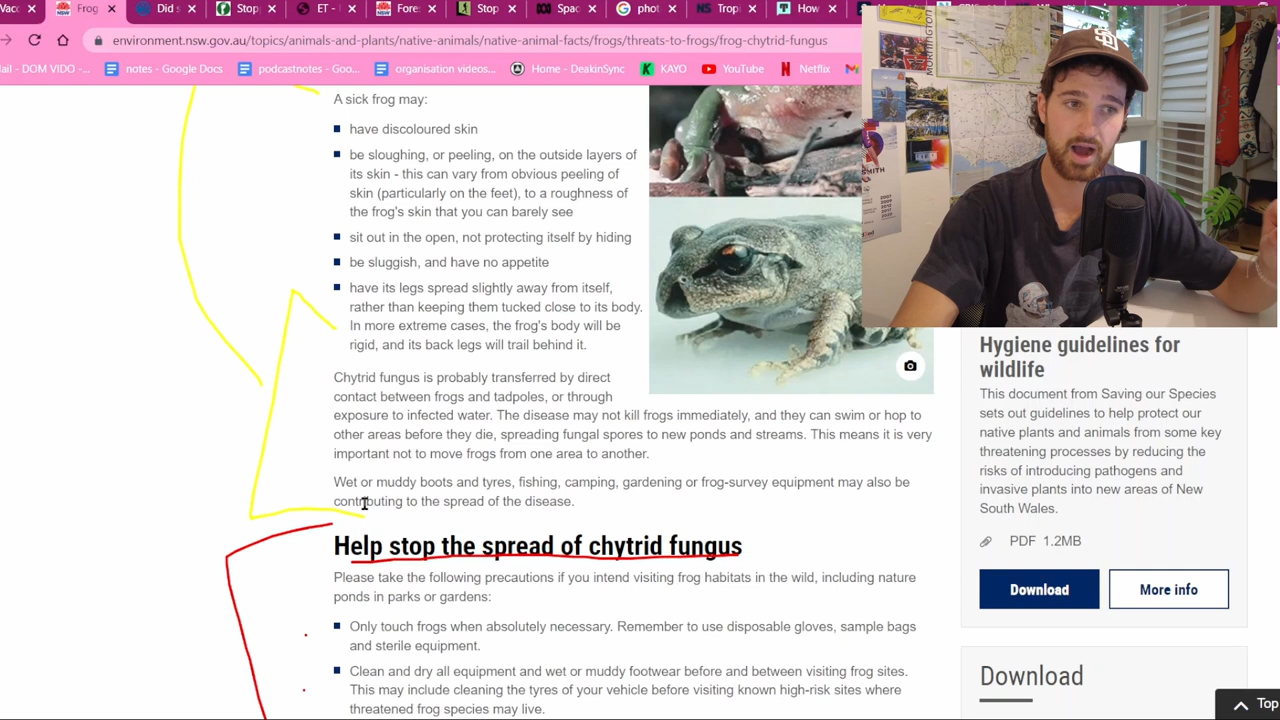 Vacc
Frog
Did s
Stop
ET -
Fores
Stop
Spac
phot
Tropi
How
environment.nsw.gov.au/topics/animals-and-plants/native-animals/native-animal-facts/frogs/threats-to-frogs/frog-chytrid-fungus
ail - DOM VIDO -...
notes - Google Docs
podcastnotes - Goo...
organisation videos...
Home - DeakinSync
KAYO
YouTube
Netflix
MORNINGTON
A sick frog may:
have discoloured skin
be sloughing, or peeling, on the outside layers of
its skin - this can vary from obvious peeling of
skin (particularly on the feet), to a roughness of
the frog's skin that you can barely see
sit out in the open, not protecting itself by hiding
be sluggish, and have no appetite
have its legs spread slightly away from itself,
rather than keeping them tucked close to its body.
In more extreme cases, the frog's body will be
rigid, and its back legs will trail behind it.
Chytrid fungus is probably transferred by direct
contact between frogs and tadpoles, or through
exposure to infected water. The disease may not kill frogs immediately, and they can swim or hop to
other areas before they die, spreading fungal spores to new ponds and streams. This means it is very
important not to move frogs from one area to another.
Wet or muddy boots and tyres, fishing, camping, gardening or frog-survey equipment may also be
contributing to the spread of the disease.
Help stop the spread of chytrid fungus
Please take the following precautions if you intend visiting frog habitats in the wild, including nature
ponds in parks or gardens:
Only touch frogs when absolutely necessary. Remember to use disposable gloves, sample bags
and sterile equipment.
Clean and dry all equipment and wet or muddy footwear before and between visiting frog sites.
This may include cleaning the tyres of your vehicle before visiting known high-risk sites where
threatened frog species may live.
Hygiene guidelines for
wildlife
This document from Saving our Species
sets out guidelines to help protect our
native plants and animals from some key
threatening processes by reducing the
risks of introducing pathogens and
invasive plants into new areas of New
South Wales.
PDF 1.2MB
Download
More info
Download
Top